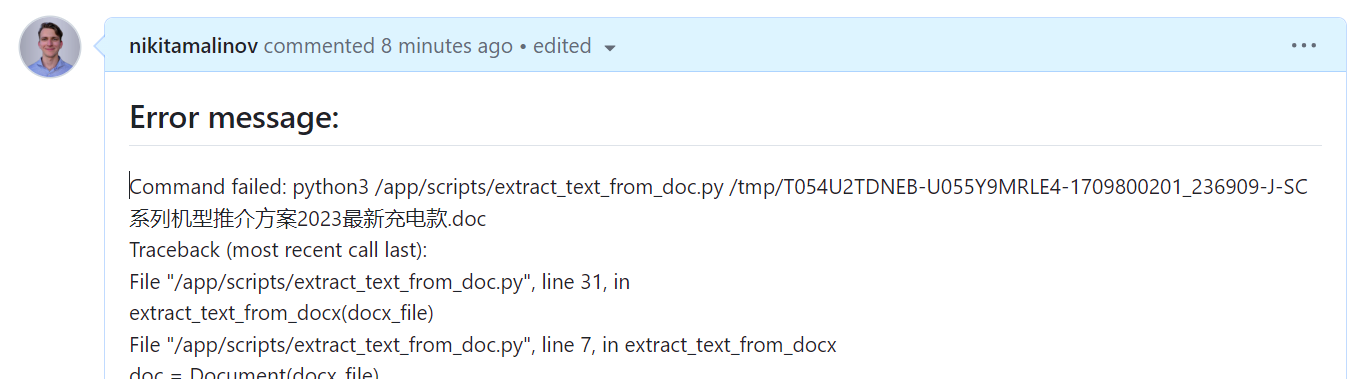 nikitamalinov commented 8 minutes ago • edited
Error message:
Command failed: python3 /app/scripts/extract_text_from_doc.py /tmp/T054U2TDNEB-U055Y9MRLE4-1709800201_236909-J-SC
系列机型推介方案2023最新充电款.doc
Traceback (most recent call last):
File "/app/scripts/extract_text_from_doc.py", line 31, in
extract_text_from_docx(docx_file)
File "/app/scripts/extract_text_from_doc.py", line 7, in extract_text_from_docx
doc = Document(docx_file)